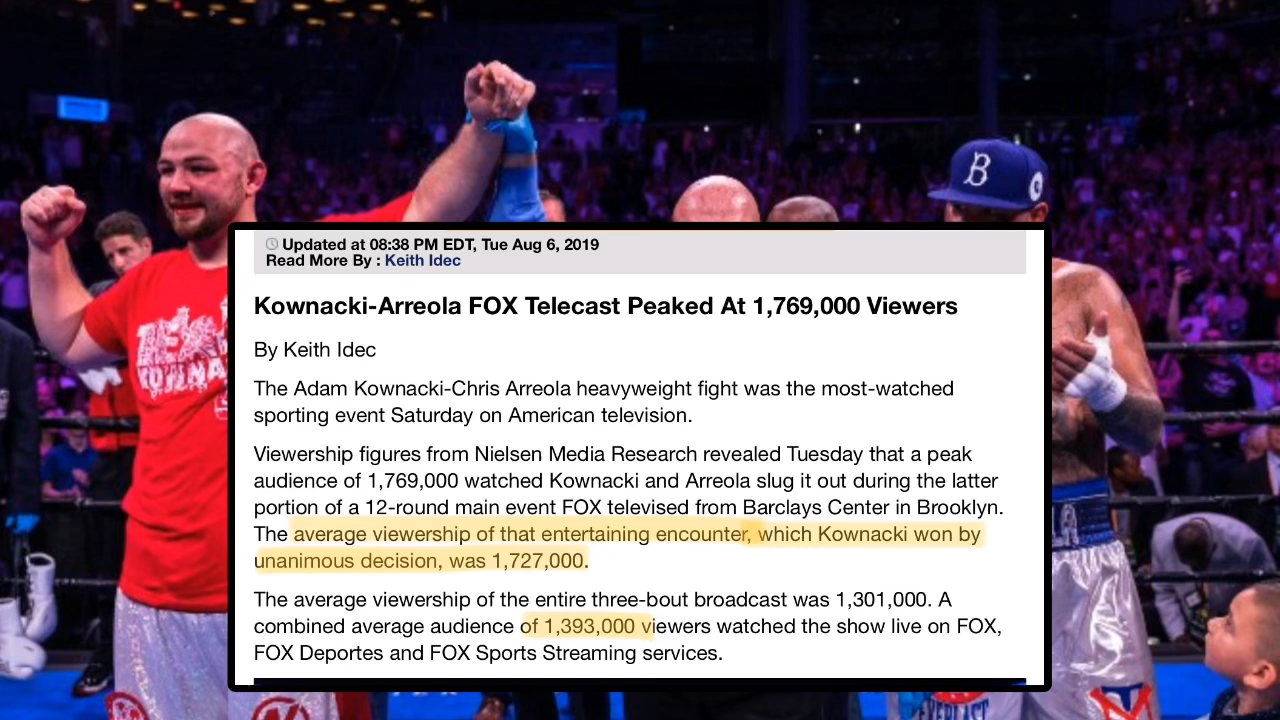 B
Updated at 08:38 PM EDT, Tue Aug 6, 2019
Read More By : Keith Idec
Kownacki-Arreola FOX Telecast Peaked At 1,769,000 Viewers
By Keith Idec
The Adam Kownacki-Chris Arreola heavyweight fight was the most-watched
sporting event Saturday on American television.
Viewership figures from Nielsen Media Research revealed Tuesday that a peak
audience of 1,769,000 watched Kownacki and Arreola slug it out during the latter
portion of a 12-round main event FOX televised from Barclays Center in Brooklyn.
The average viewership of that entertaining encounter, which Kownacki won by
unanimous decision, was 1,727,000.
The average viewership of the entire three-bout broadcast was 1,301,000. A
combined average audience of 1,393,000 viewers watched the show live on FOX,
FOX Deportes and FOX Sports Streaming services.
EVERLAST